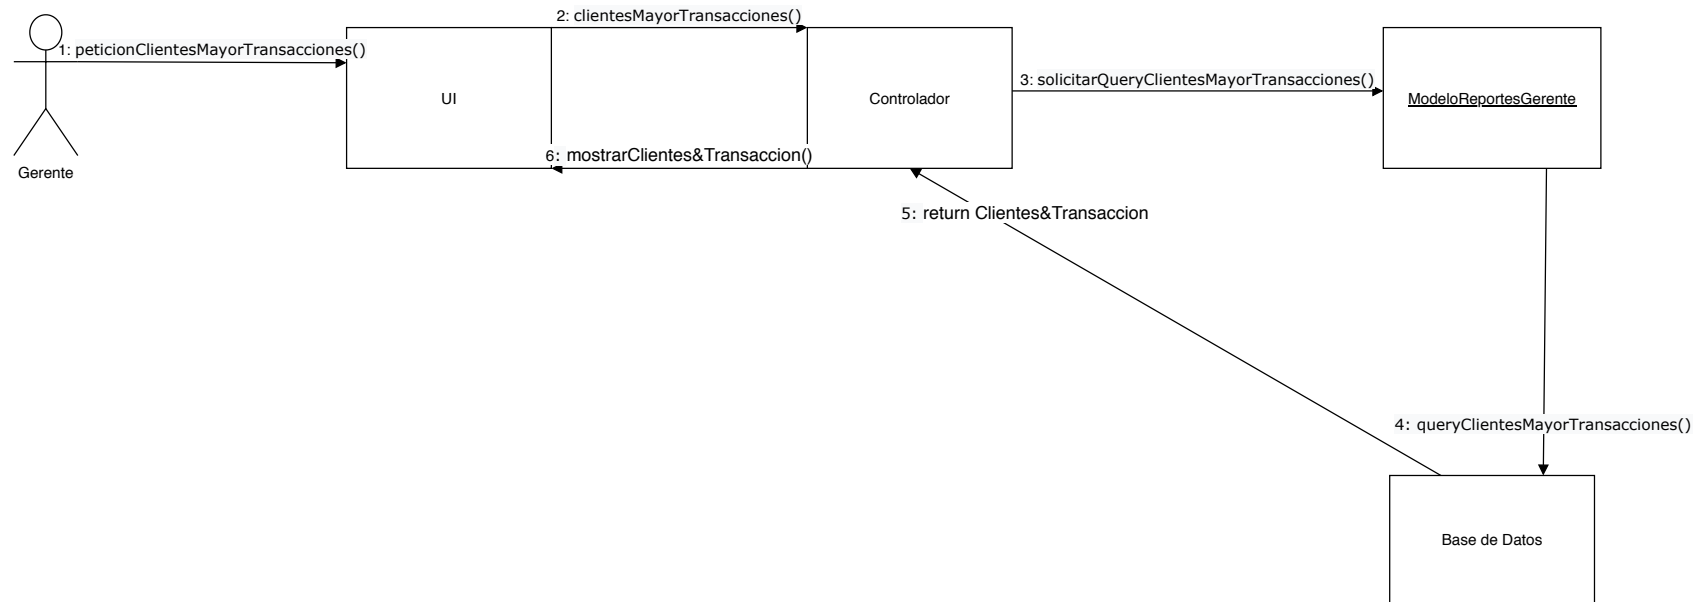 2: clientesMayorTransacciones()
1: peticionClientesMayorTransacciones()
3: solicitarQueryClientesMayorTransacciones()
UI
Controlador
ModeloReportesGerente
6: mostrarClientes&Transaccion()
Gerente
5: return Clientes&Transaccion
4: queryClientesMayorTransacciones()
Base de Datos